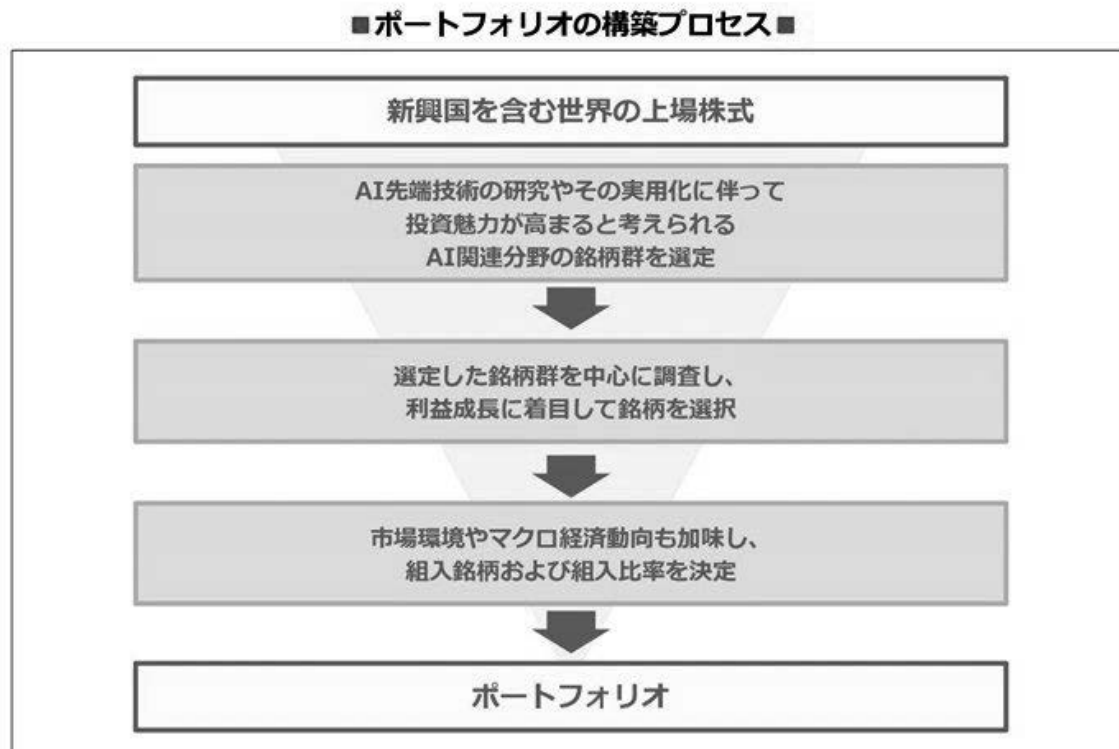 ■ポートフォリオの構築プロセス■
新興国を含む世界の上場株式
AI先端技術の研究やその実用化に伴って
投資魅力が高まると考えられる
AI関連分野の銘柄群を選定
選定した銘柄群を中心に調査し、
利益成長に着目して銘柄を選択
市場環境やマクロ経済動向も加味し、
組入銘柄および組入比率を決定
ポートフォリオ